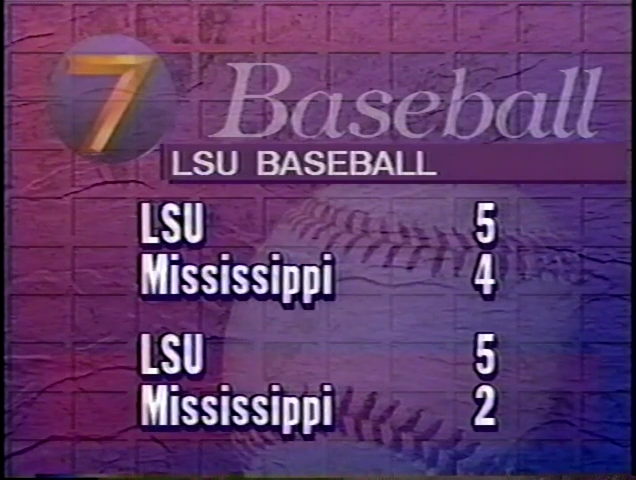 7 Baseball
LSU BASEBALL
LSU 5
Mississippi 4
LSU 5
Mississippi 2